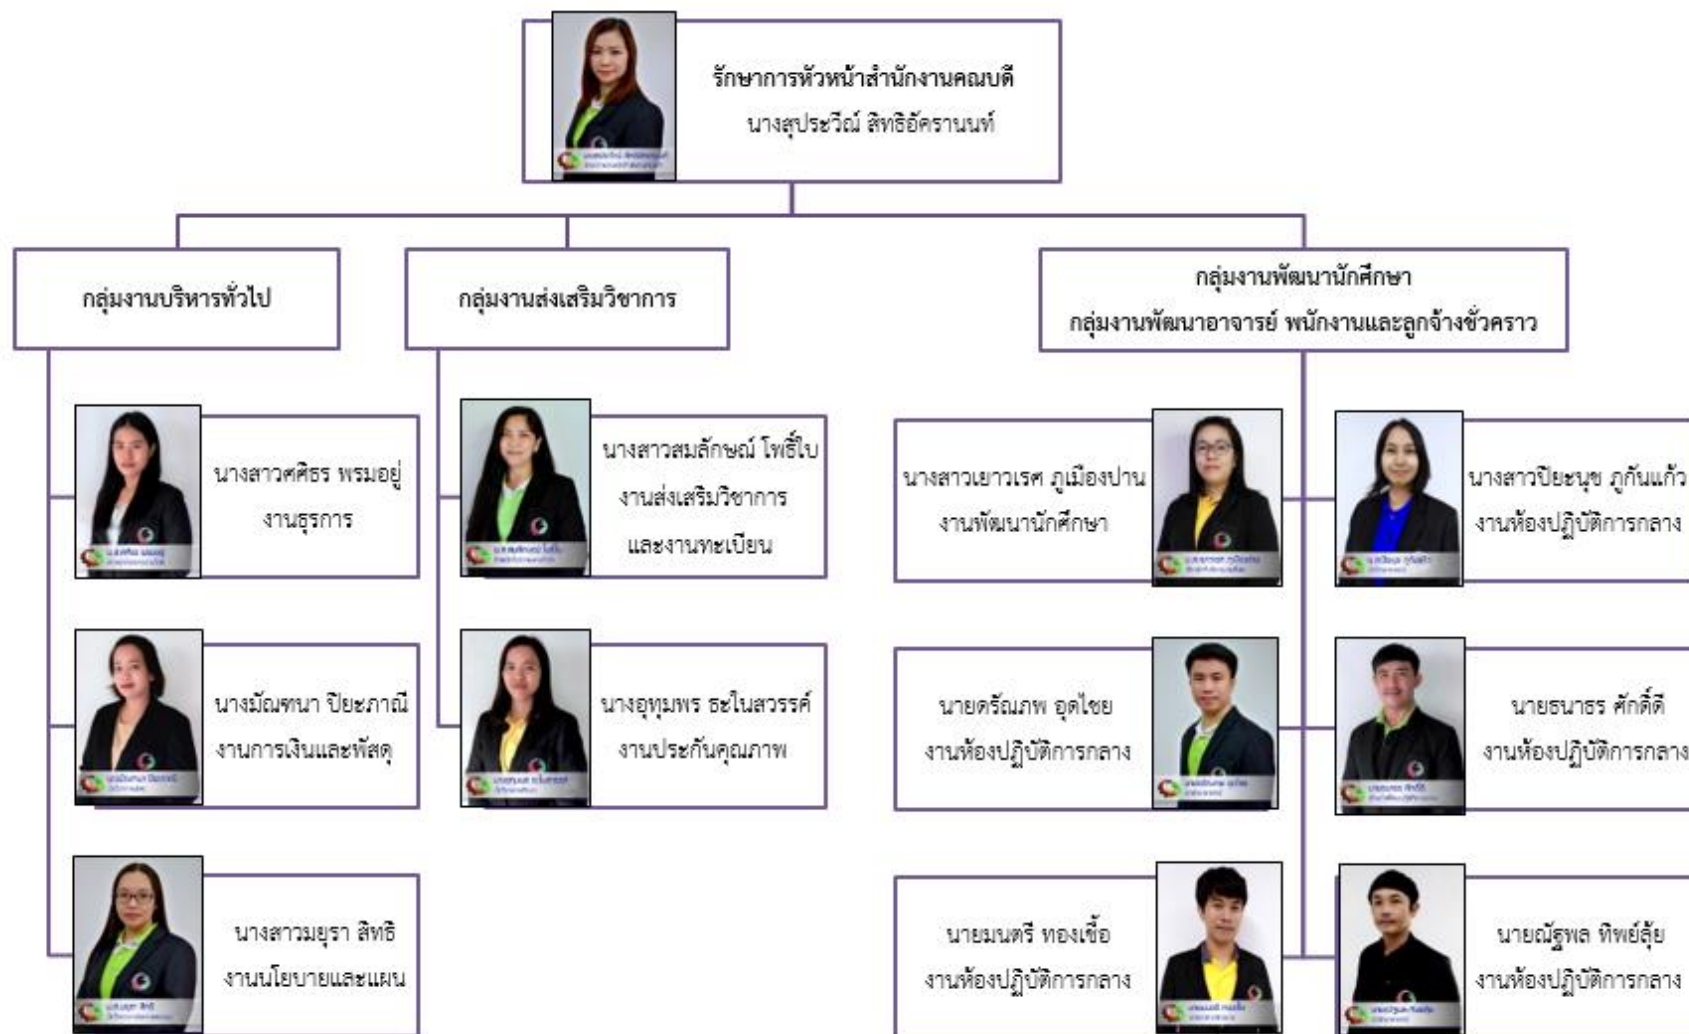 รักษาการหัวหน้าสำนักงานคณบดี
นางสุประวีณ์ สิทธิอัครานนท์
กลุ่มงานบริหารทั่วไป
กลุ่มงานส่งเสริมวิชาการ
กลุ่มงานพัฒนานักศึกษา
กลุ่มงานพัฒนาอาจารย์ พนักงานและลูกจ้างชั่วคราว
นางสาวศศิธร พรมอยู่
งานธุรการ
นางสาวสมลักษณ์ โพธิ์ใบ
งานส่งเสริมวิชาการ
และงานทะเบียน
นางสาวเยาวเรศ ภูเมืองปาน
งานพัฒนานักศึกษา
นางสาวปิยะนุช ภูกันแก้ว
งานห้องปฏิบัติการกลาง
นางมัณฑนา ปิยะภาณี
งานการเงินและพัสดุ
นางอุทุมพร ธะในสวรรค์
งานประกันคุณภาพ
นายดรัณภพ อุดไชย
งานห้องปฏิบัติการกลาง
นายธนาธร ศักดิ์ดี
งานห้องปฏิบัติการกลาง
นางสาวมยุรา สิทธิ
งานนโยบายและแผน
นายมนตรี ทองเชื้อ
งานห้องปฏิบัติการกลาง
นายณัฐพล ทิพย์ลุ้ย
งานห้องปฏิบัติการกลาง